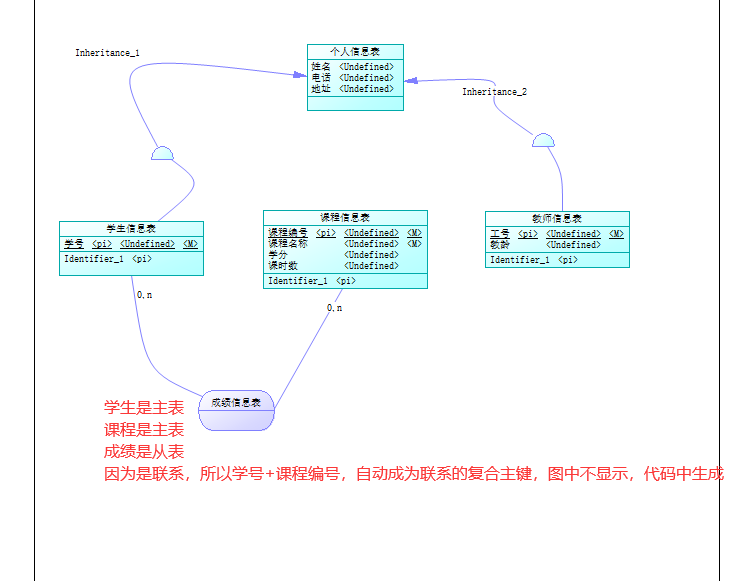 Inheritance_1
个人信息表
姓名 <Undefined>
电话 <Undefined>
地址 <Undefined>
Inheritance_2
学生信息表
学号 <pi> <Undefined> <M>
Identifier_1 <pi>
课程信息表
课程编号 <pi> <Undefined> <M>
课程名称 <Undefined> <M>
学分 <Undefined>
课时数 <Undefined>
Identifier_1 <pi>
教师信息表
工号 <pi> <Undefined> <M>
教龄 <Undefined>
Identifier_1 <pi>
0,n
0,n
成绩信息表
学生是主表
课程是主表
成绩是从表
因为是联系，所以学号+课程编号，自动成为联系的复合主键，图中不显示，代码中生成